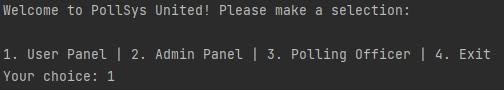 Welcome to PollSys United! Please make a selection:
1. User Panel | 2. Admin Panel | 3. Polling Officer | 4. Exit
Your choice: 1